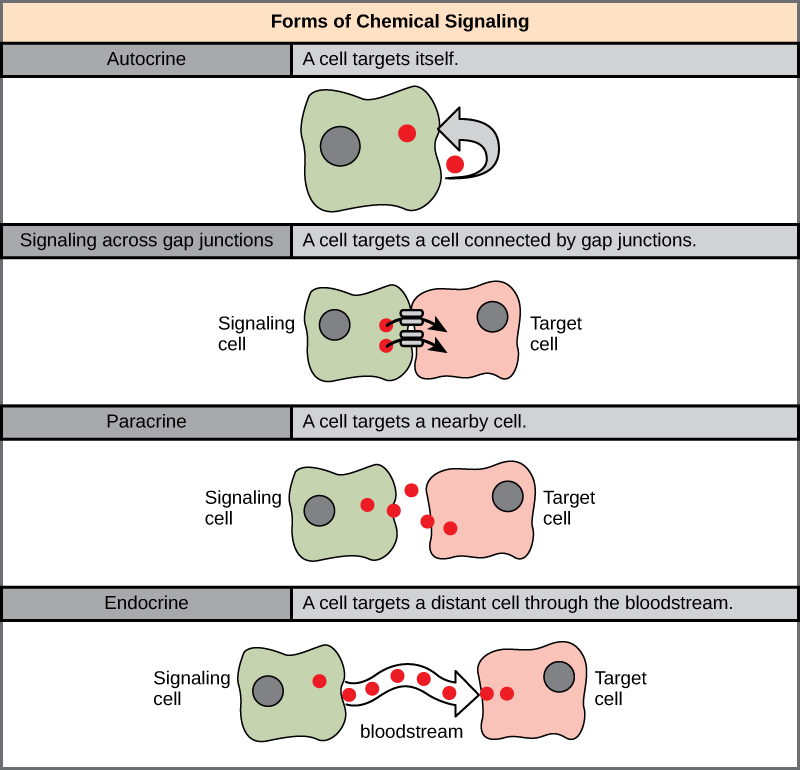 Forms of Chemical Signaling
Autocrine
A cell targets itself.
Signaling across gap junctions
A cell targets a cell connected by gap junctions.
Signaling
cell
Target
cell
Paracrine
A cell targets a nearby cell.
Signaling
cell
Target
cell
Endocrine
A cell targets a distant cell through the bloodstream.
Signaling
cell
bloodstream
Target
cell